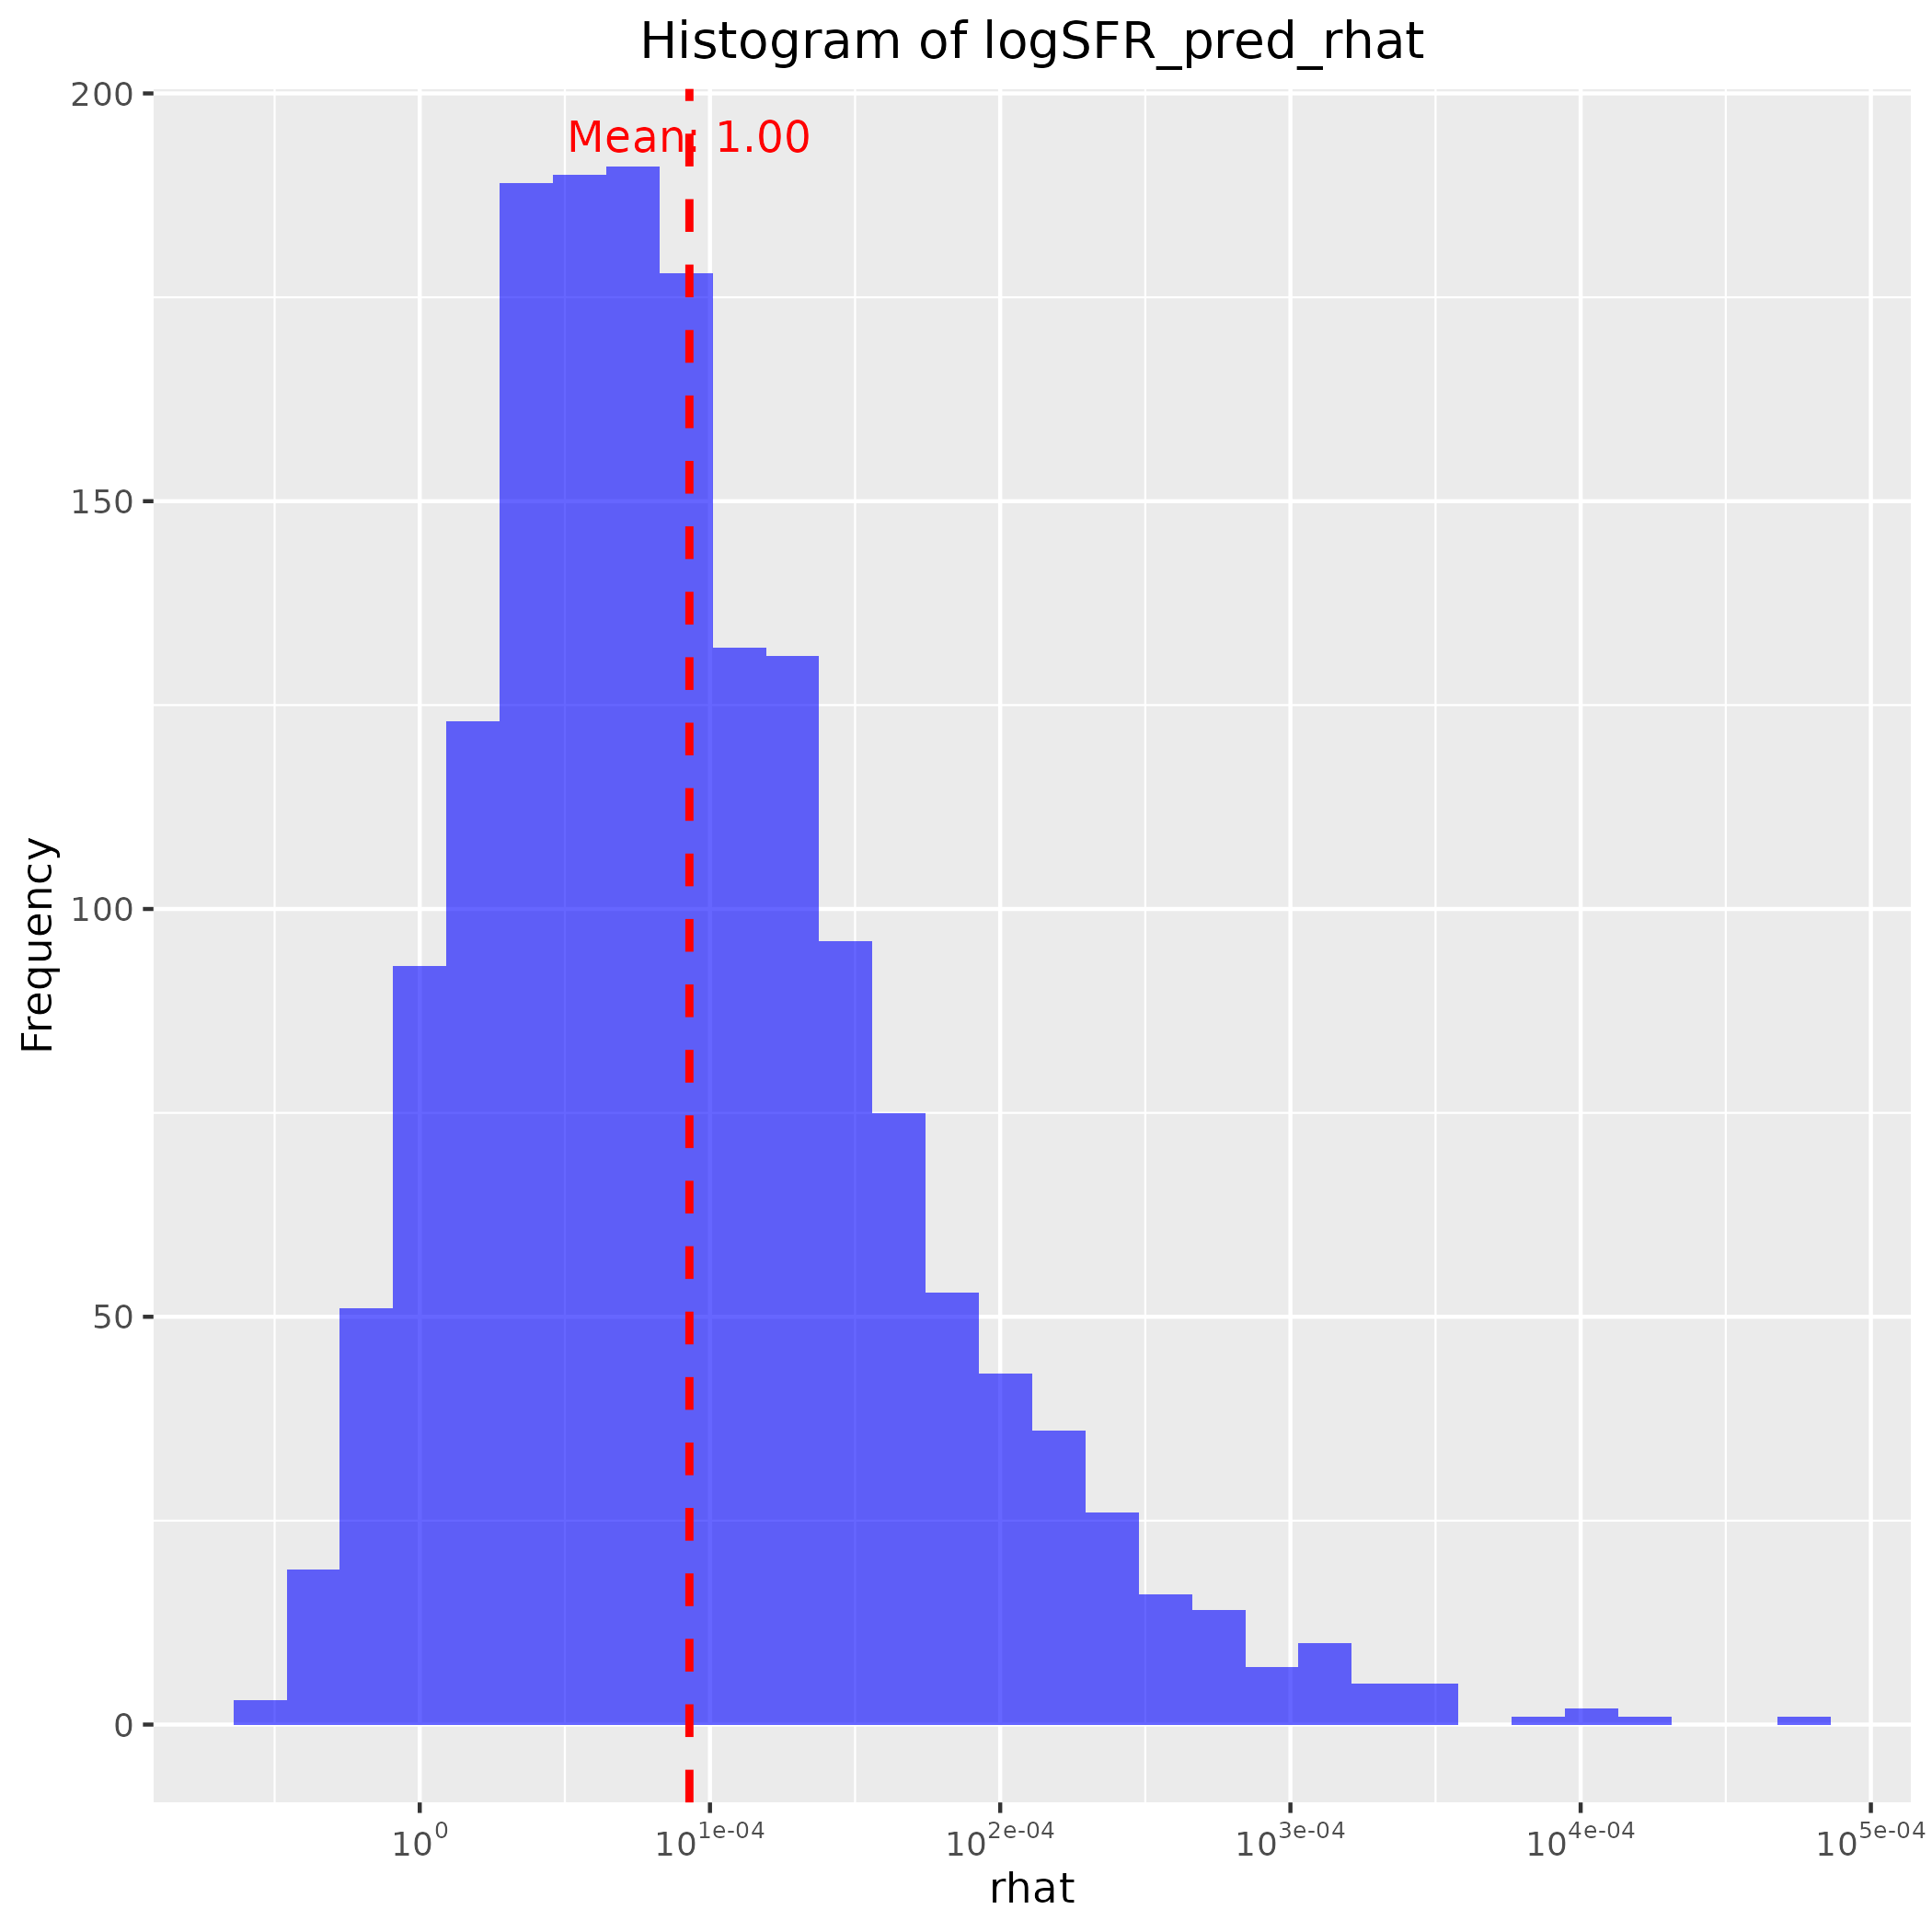 Histogram of logSFR_pred_rhat
Mean: 1.00
200
150
100
50
0
Frequency
10^0
10^1e-04
10^2e-04
10^3e-04
10^4e-04
10^5e-04
rhat